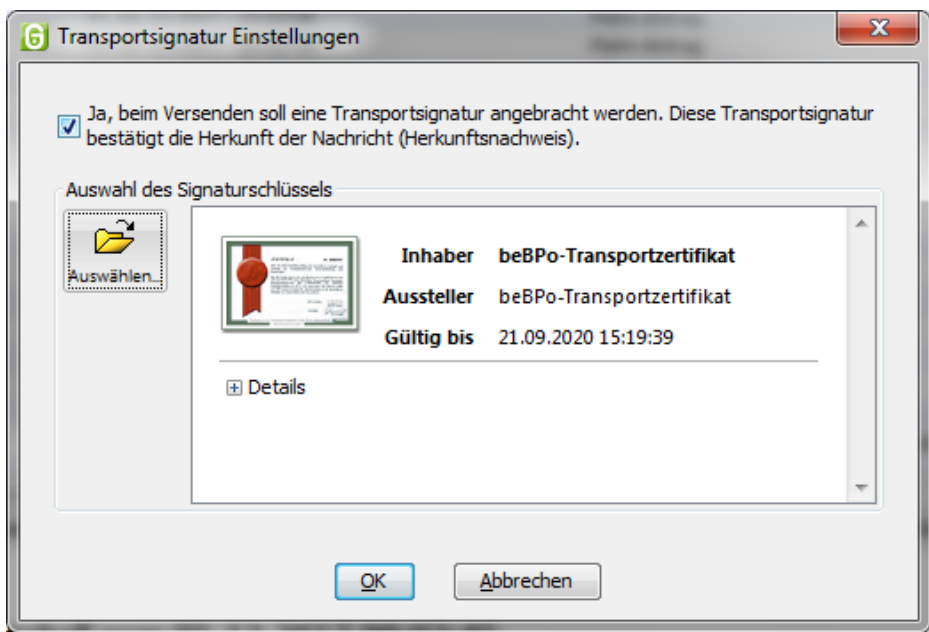 Transportsignatur Einstellungen
Ja, beim Versenden soll eine Transportsignatur angebracht werden. Diese Transportsignatur
bestätigt die Herkunft der Nachricht (Herkunftsnachweis).
Auswahl des Signaturschlüssels
Auswählen...
Inhaber beBPo-Transportzertifikat
Aussteller beBPo-Transportzertifikat
Gültig bis 21.09.2020 15:19:39
Details
OK Abbrechen